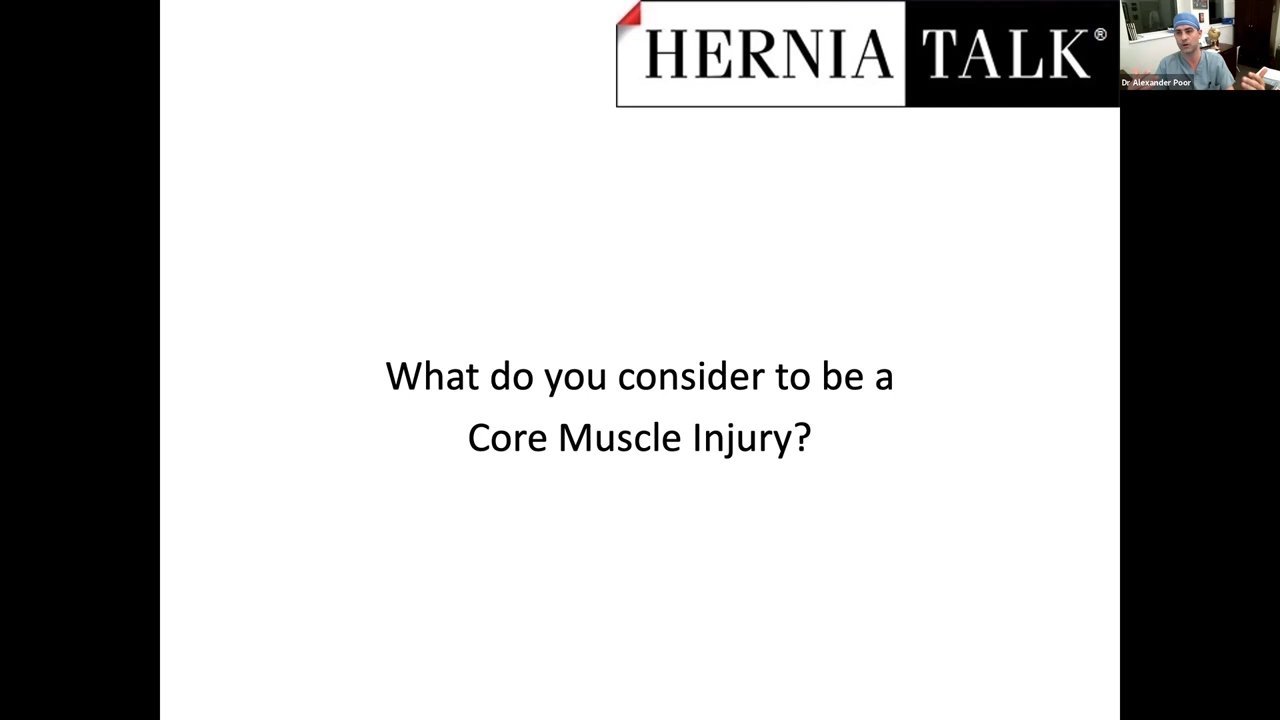 HERNIA TALK®
Dr Alexander Poor
What do you consider to be a
Core Muscle Injury?